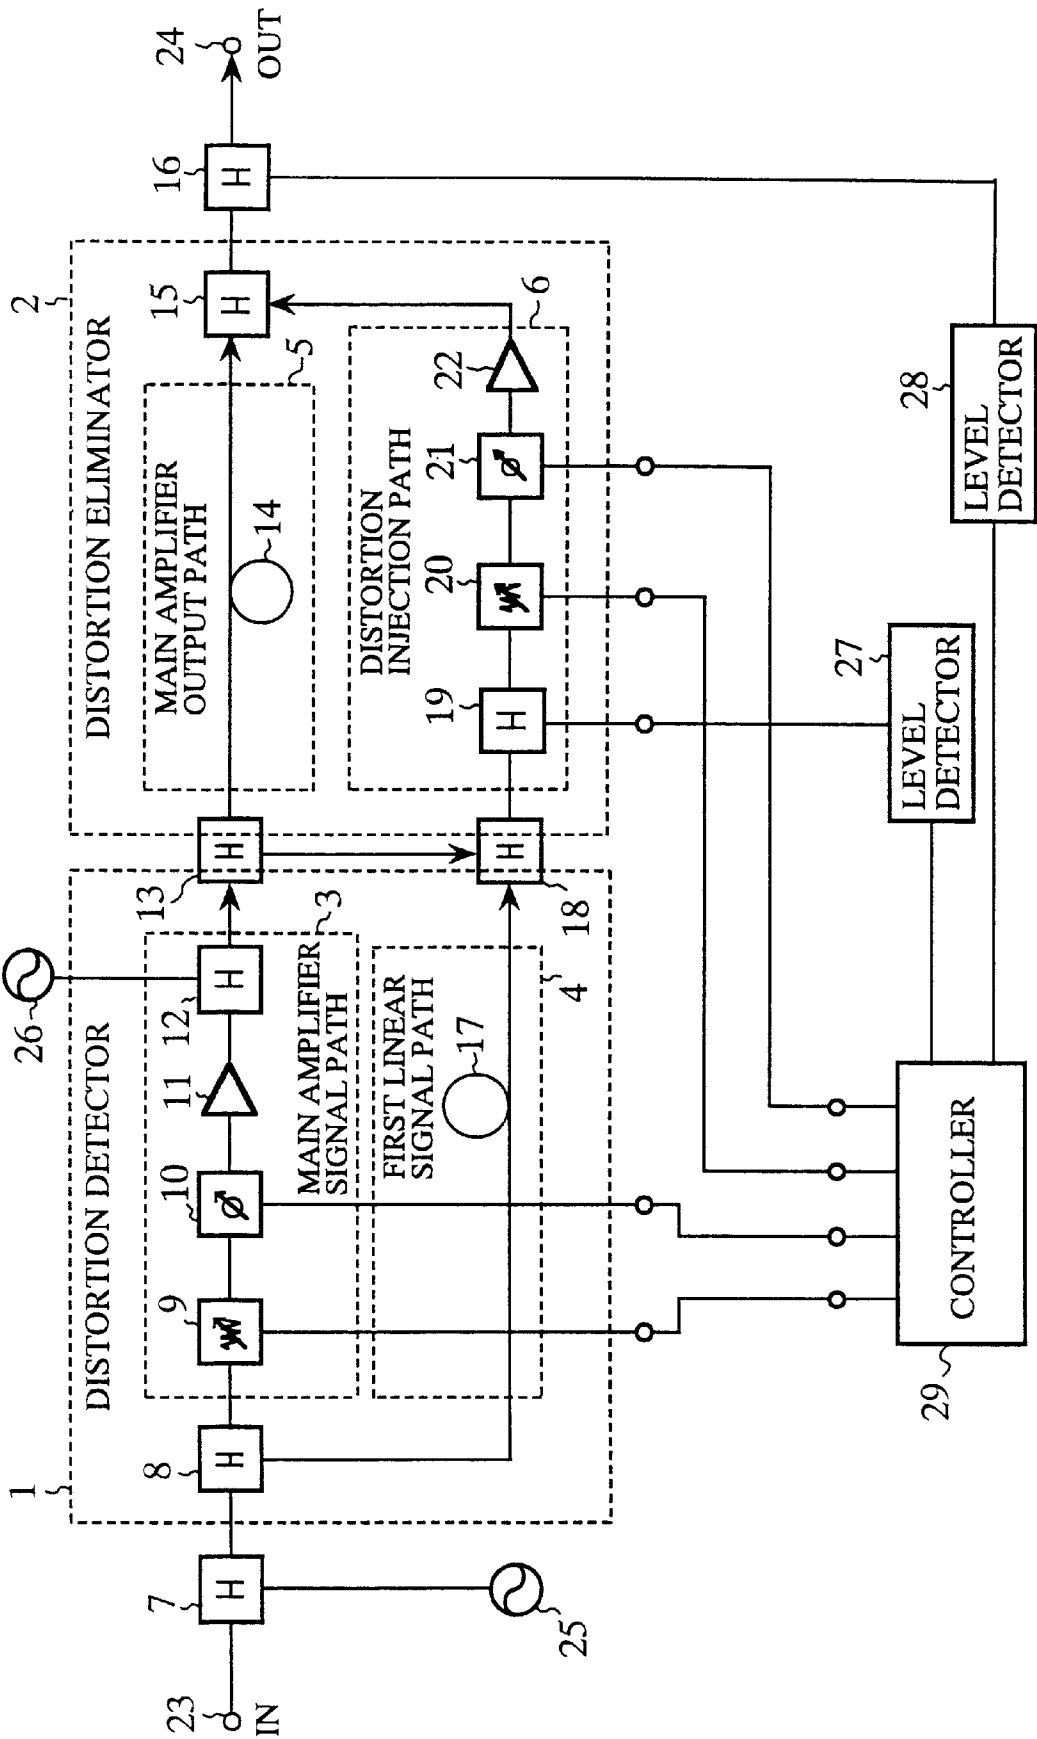 1
DISTORTION DETECTOR
2
DISTORTION ELIMINATOR
26
23
IN
7
H
25
8
H
9
10
11
12
H
3
MAIN AMPLIFIER
SIGNAL PATH
13
H
MAIN AMPLIFIER
OUTPUT PATH
14
5
15
H
16
H
24
OUT
FIRST LINEAR
SIGNAL PATH
17
4
18
H
DISTORTION
INJECTION PATH
19
H
20
21
22
6
27
LEVEL
DETECTOR
28
LEVEL
DETECTOR
29
CONTROLLER